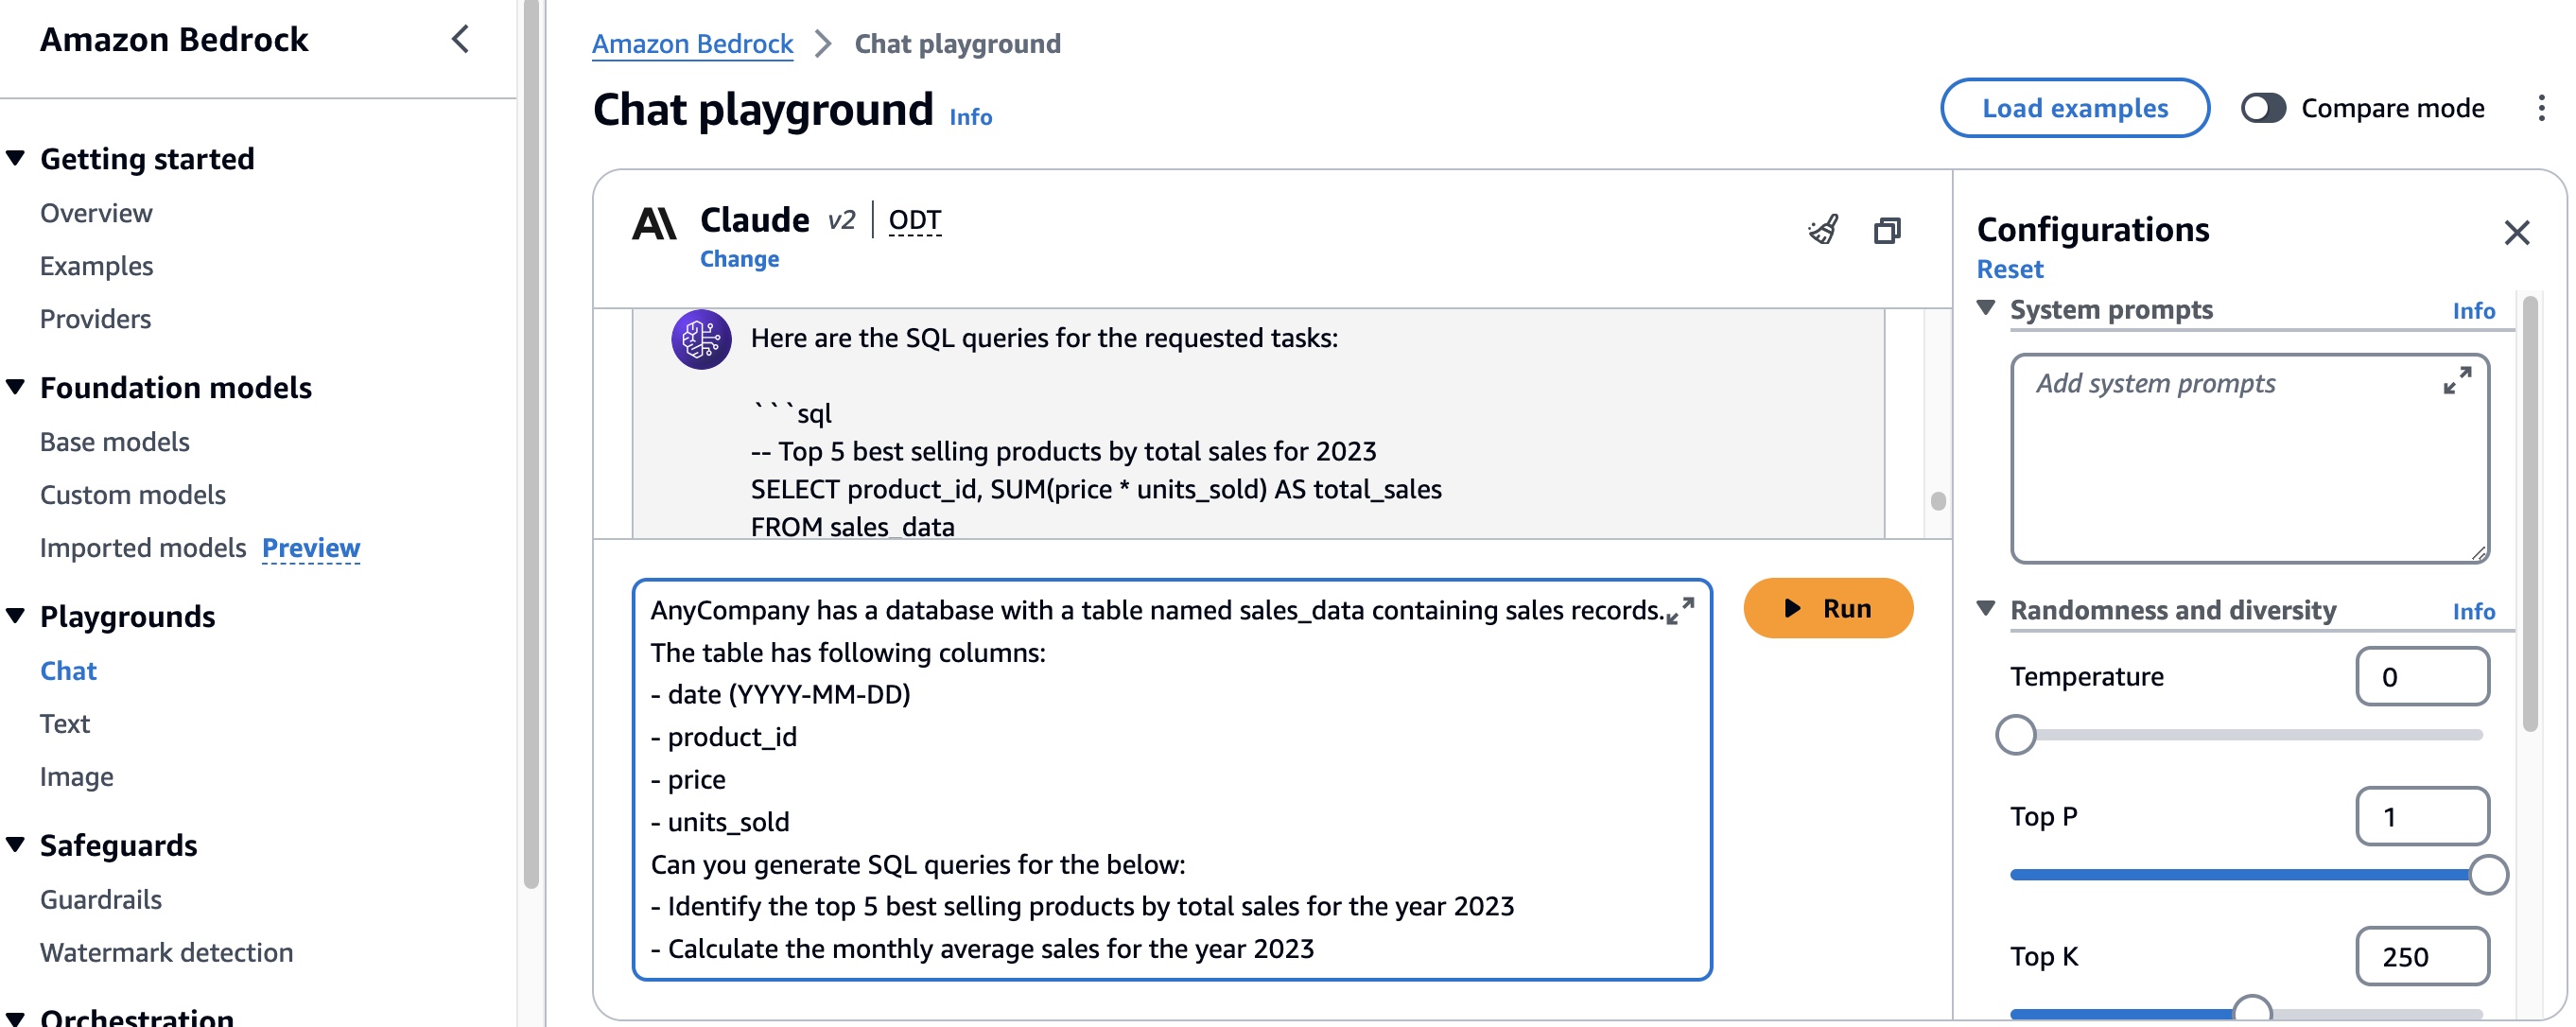 Amazon Bedrock
Getting started
Overview
Examples
Providers
Foundation models
Base models
Custom models
Imported models Preview
Playgrounds
Chat
Text
Image
Safeguards
Guardrails
Watermark detection
Orchestration
Amazon Bedrock > Chat playground
Chat playground Info
Load examples
Compare mode
Claude v2 | ODT
Change
Here are the SQL queries for the requested tasks:
```sql
-- Top 5 best selling products by total sales for 2023
SELECT product_id, SUM(price * units_sold) AS total_sales
FROM sales_data
AnyCompany has a database with a table named sales_data containing sales records.
The table has following columns:
- date (YYYY-MM-DD)
- product_id
- price
- units_sold
Can you generate SQL queries for the below:
- Identify the top 5 best selling products by total sales for the year 2023
- Calculate the monthly average sales for the year 2023
Run
Configurations
Reset
System prompts Info
Add system prompts
Randomness and diversity Info
Temperature 0
Top P 1
Top K 250